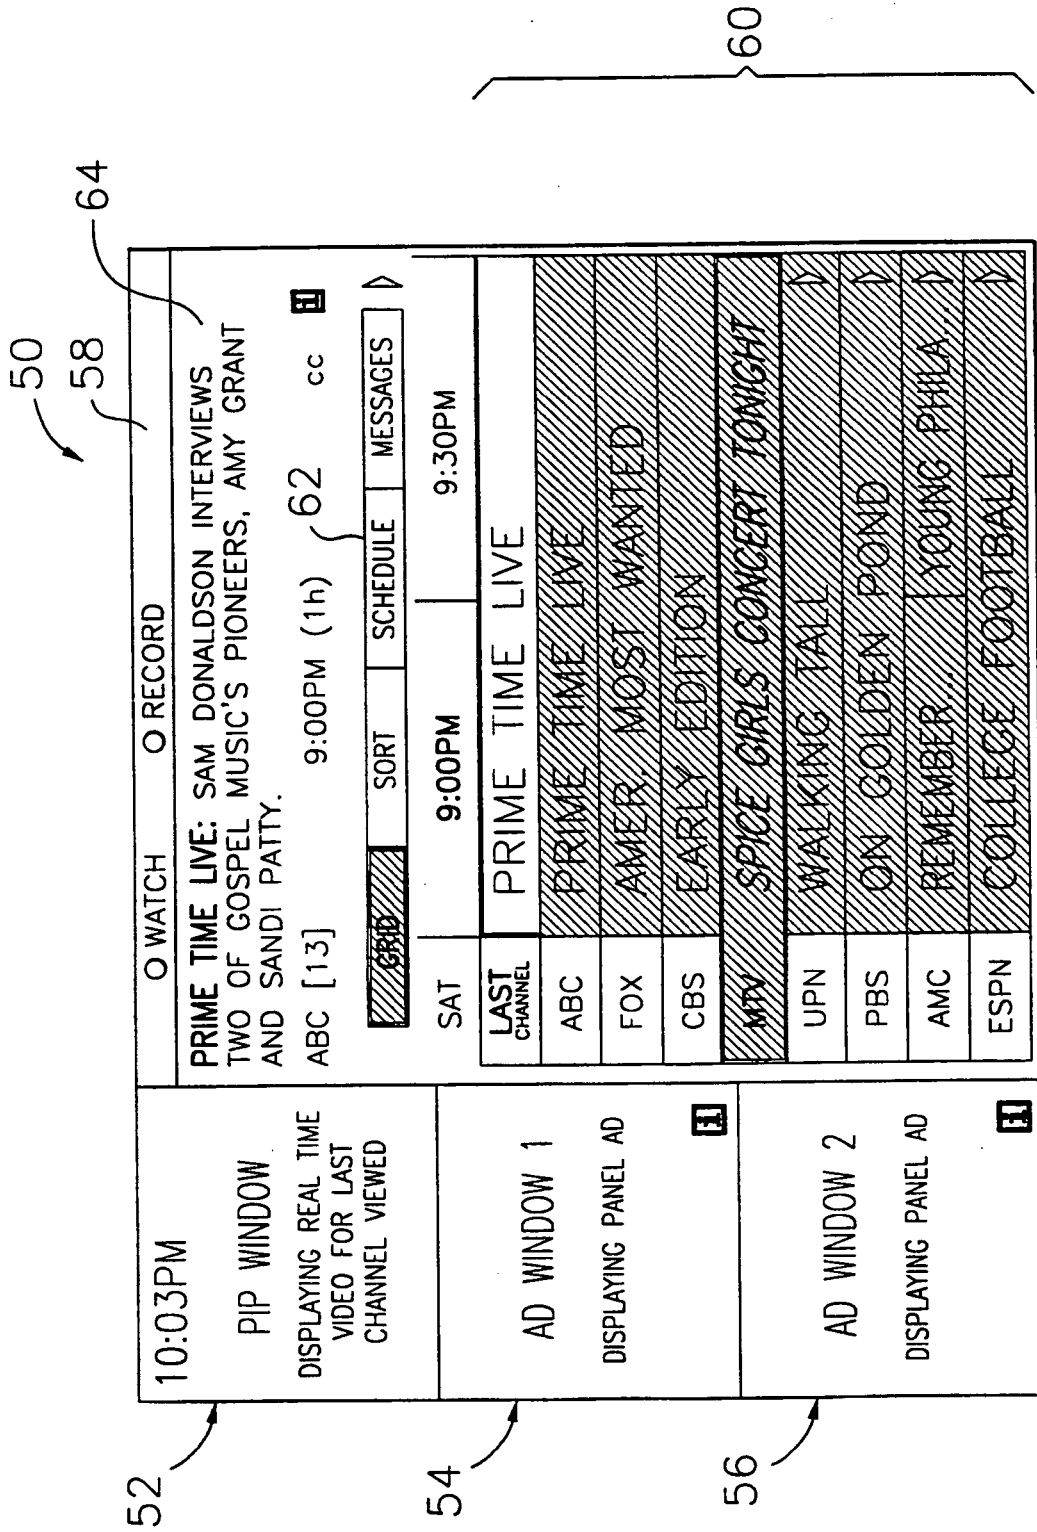 50
58
64
10:03PM
PIP WINDOW
DISPLAYING REAL TIME
VIDEO FOR LAST
CHANNEL VIEWED
52
AD WINDOW 1
DISPLAYING PANEL AD
i
54
AD WINDOW 2
DISPLAYING PANEL AD
i
56
WATCH RECORD
PRIME TIME LIVE: SAM DONALDSON INTERVIEWS
TWO OF GOSPEL MUSIC'S PIONEERS, AMY GRANT
AND SANDI PATTY.
ABC [13] 9:00PM (1h) cc i
62
GRID SORT SCHEDULE MESSAGES
SAT 9:00PM 9:30PM
LAST CHANNEL PRIME TIME LIVE
ABC PRIME TIME LIVE
FOX AMER. MOST WANTED
CBS EARLY EDITION
MTV SPICE GIRLS CONCERT TONIGHT
UPN WALKING TALL
PBS ON GOLDEN POND
AMC REMEMBER... YOUNG PHILA....
ESPN COLLEGE FOOTBALL
60